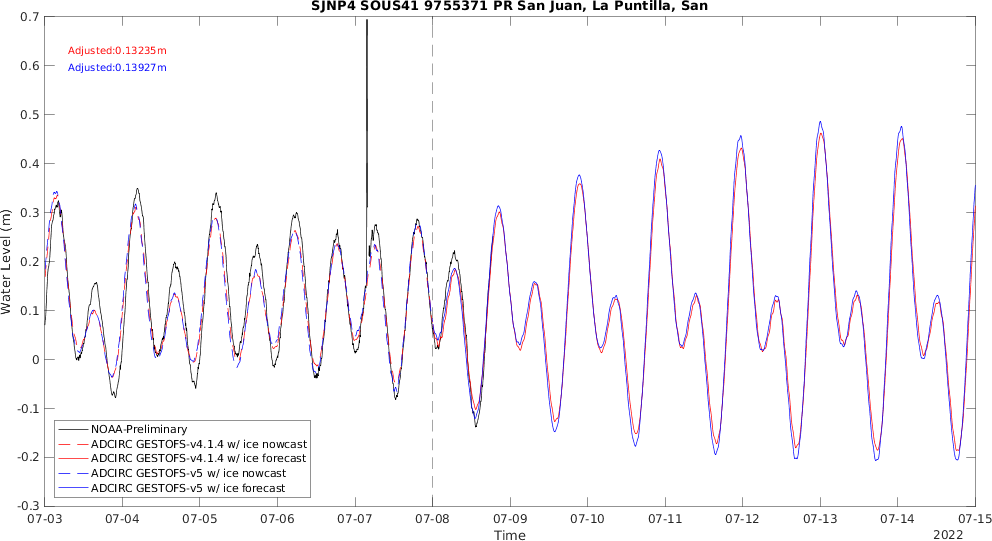 SJNP4 SOUS41 9755371 PR San Juan, La Puntilla, San
0.7
0.6
0.5
0.4
0.3
0.2
0.1
0
-0.1
-0.2
-0.3
Water Level (m)
Adjusted:0.13235m
Adjusted:0.13927m
NOAA-Preliminary
ADCIRC GESTOFS-v4.1.4 w/ ice nowcast
ADCIRC GESTOFS-v4.1.4 w/ ice forecast
ADCIRC GESTOFS-v5 w/ ice nowcast
ADCIRC GESTOFS-v5 w/ ice forecast
07-03 07-04 07-05 07-06 07-07 07-08 07-09 07-10 07-11 07-12 07-13 07-14 07-15
Time
2022